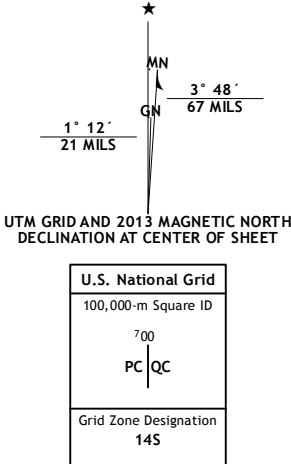 ★
MN
3° 48´
67 MILS
GN
1° 12´
21 MILS
UTM GRID AND 2013 MAGNETIC NORTH
DECLINATION AT CENTER OF SHEET
U.S. National Grid
100,000-m Square ID
⁷00
PC QC
Grid Zone Designation
14S